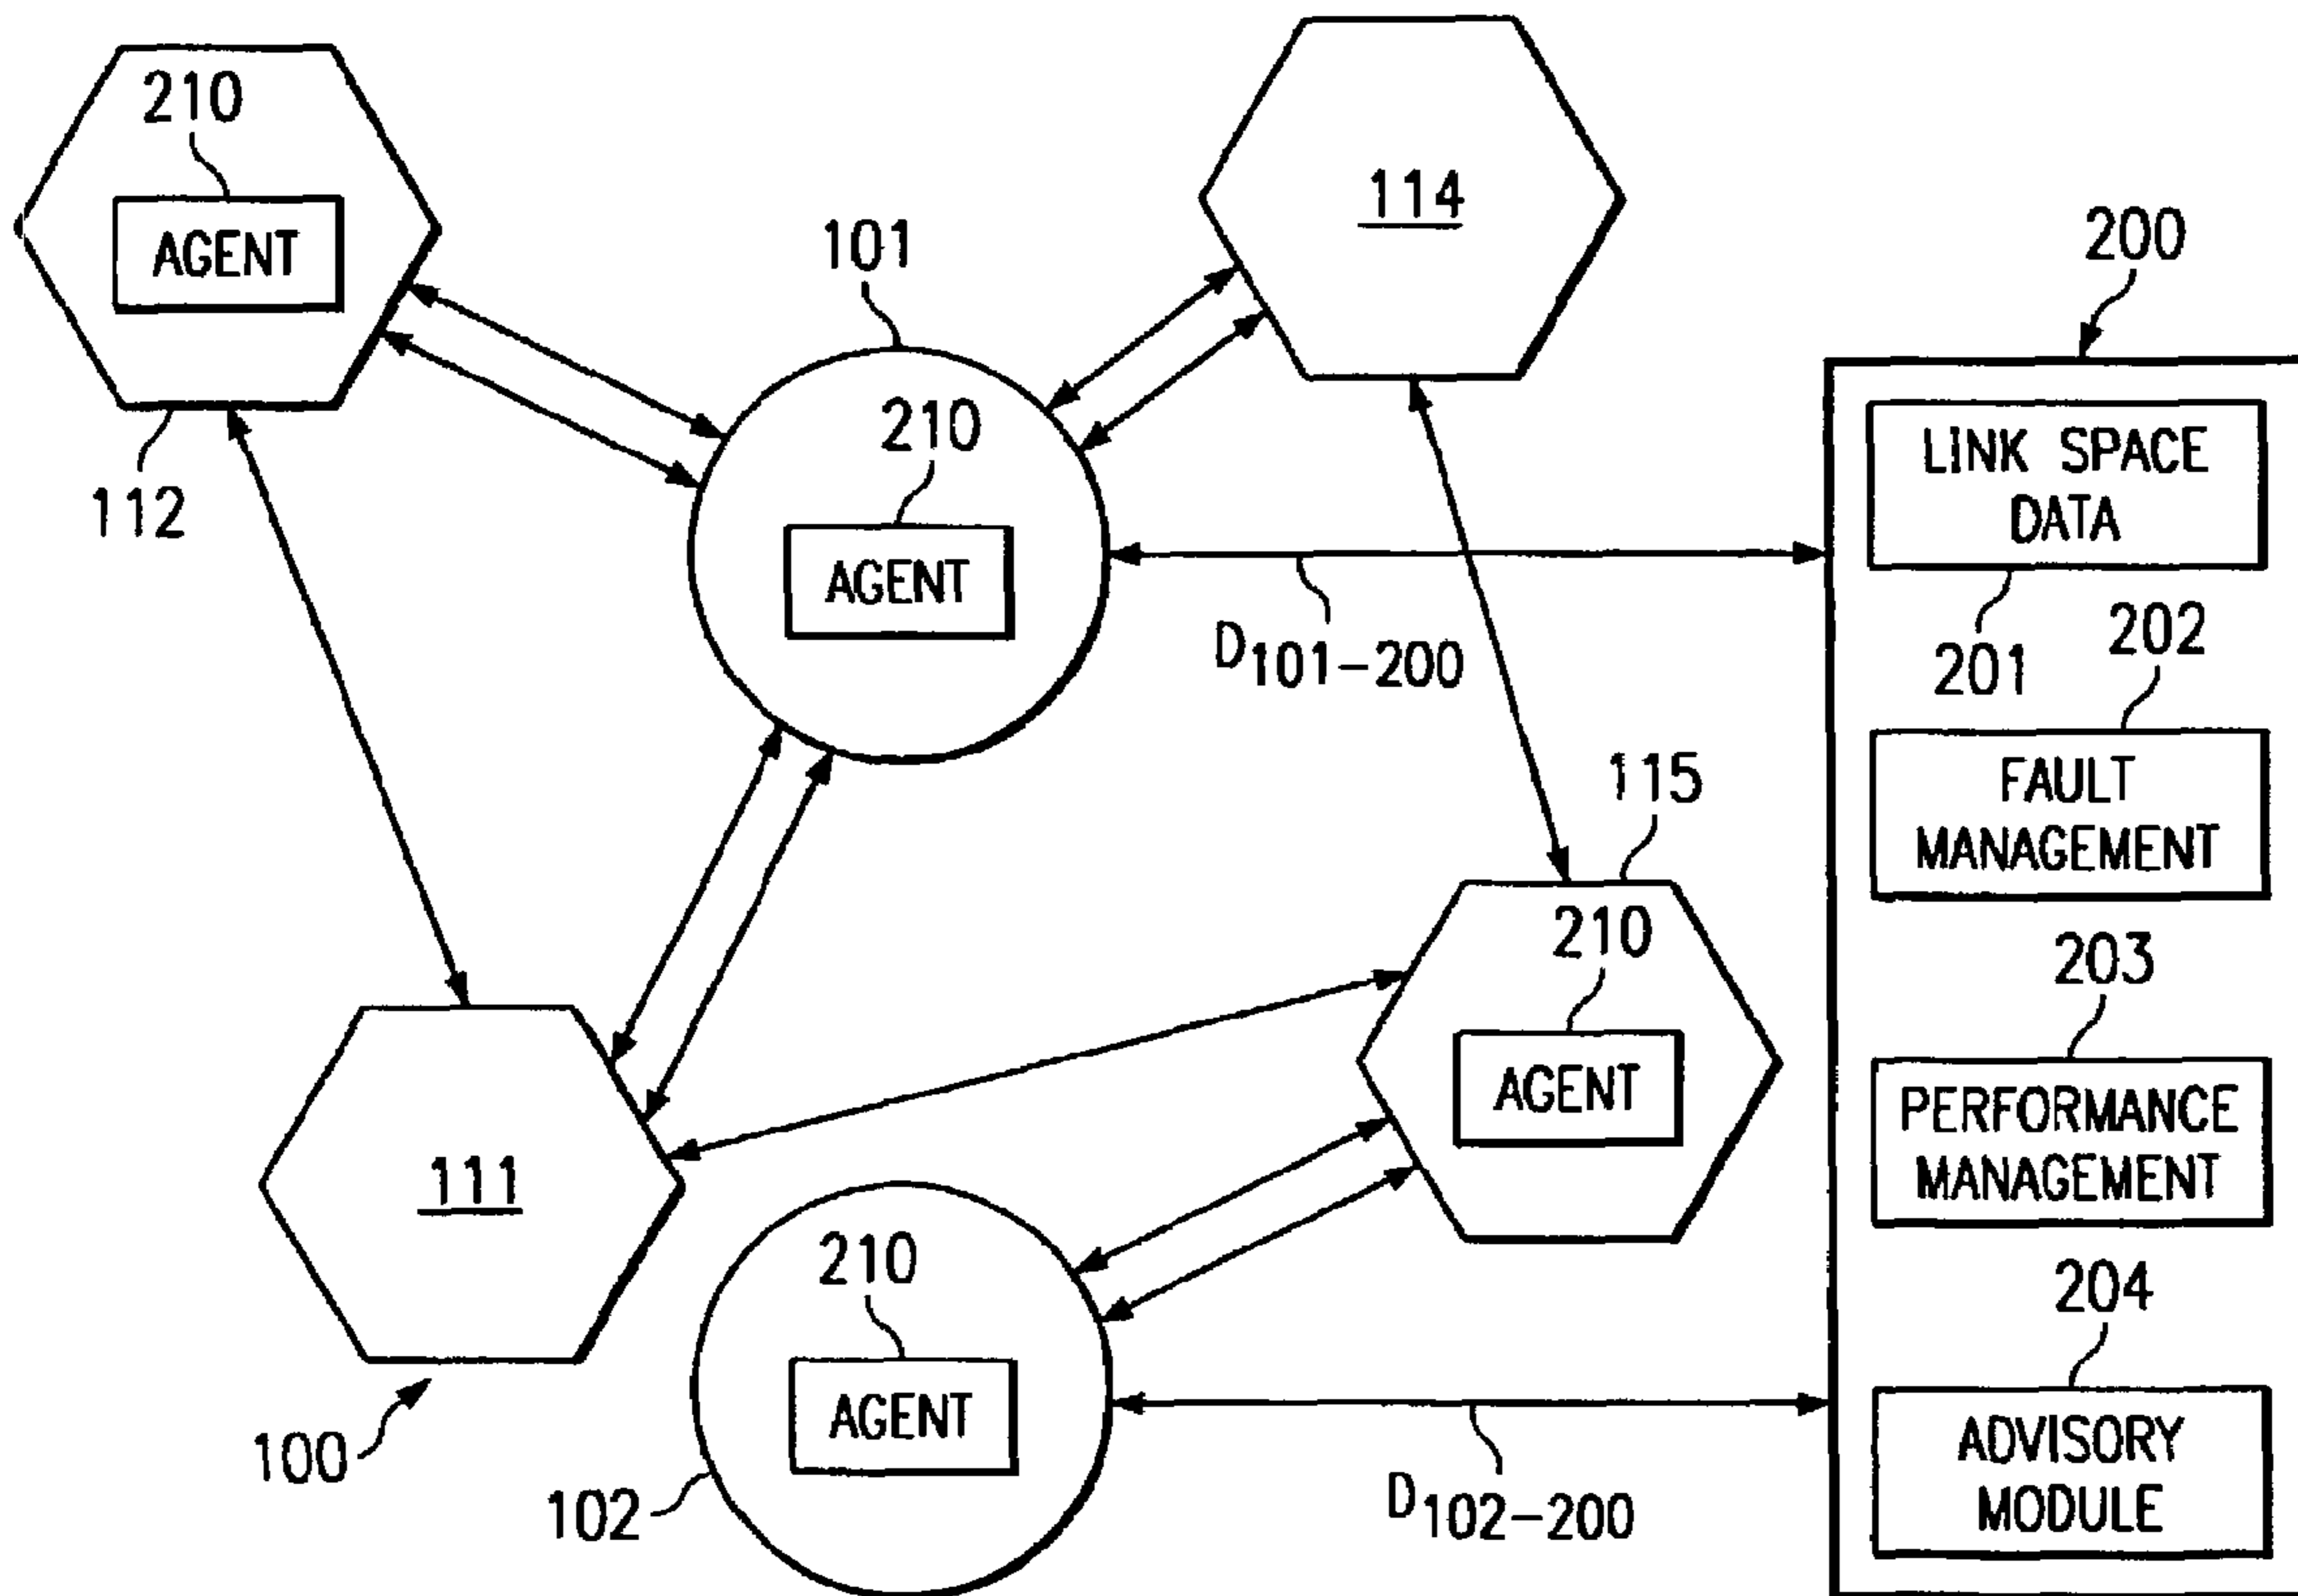 210
AGENT
112
101
210
AGENT
114
200
LINK SPACE
DATA
201
D101-200
202
FAULT
MANAGEMENT
115
210
AGENT
203
PERFORMANCE
MANAGEMENT
111
100
210
AGENT
102
D102-200
204
ADVISORY
MODULE